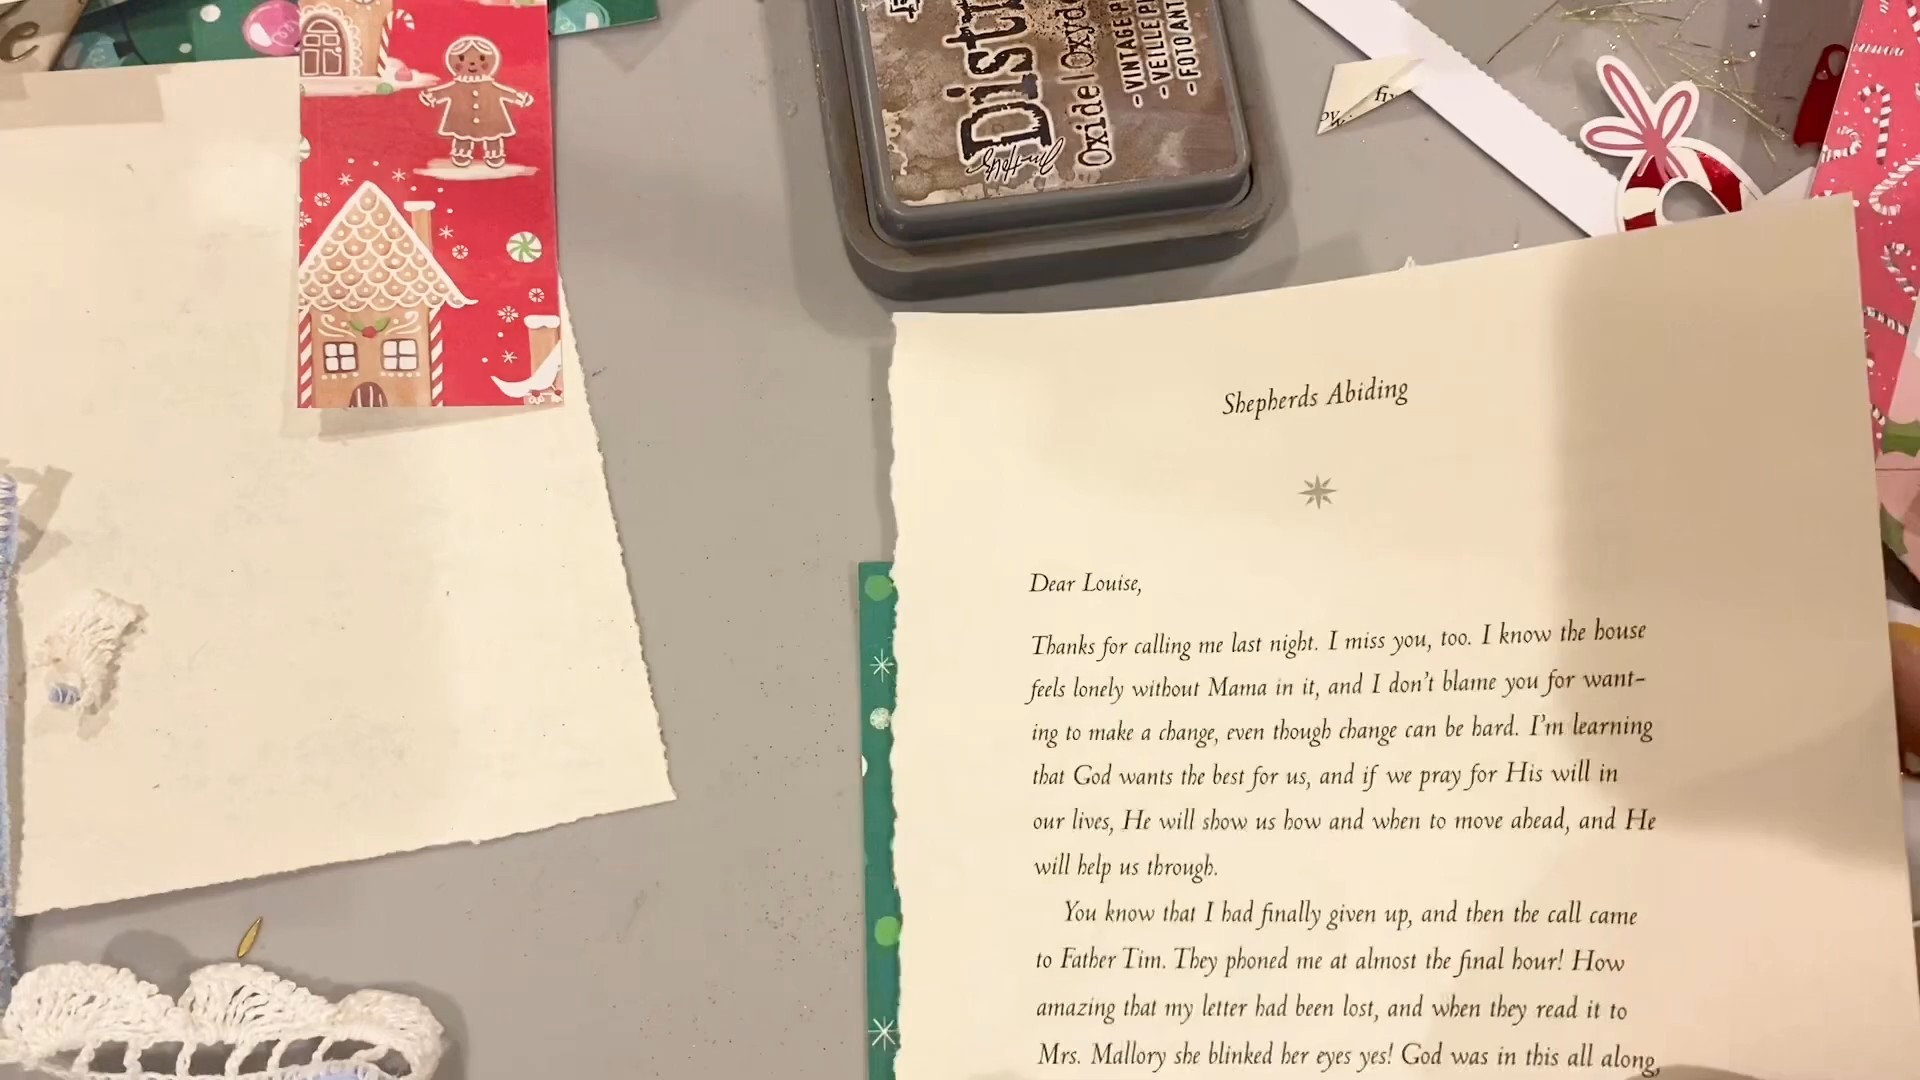 e
Distr
Oxide | Oxyde
- VINTAGE P
- VEILLE P
- FOTO ANT
fi
Shepherds Abiding
Dear Louise,
Thanks for calling me last night. I miss you, too. I know the house
feels lonely without Mama in it, and I don't blame you for want-
ing to make a change, even though change can be hard. I'm learning
that God wants the best for us, and if we pray for His will in
our lives, He will show us how and when to move ahead, and He
will help us through.
You know that I had finally given up, and then the call came
to Father Tim. They phoned me at almost the final hour! How
amazing that my letter had been lost, and when they read it to
Mrs. Mallory she blinked her eyes yes! God was in this all along,